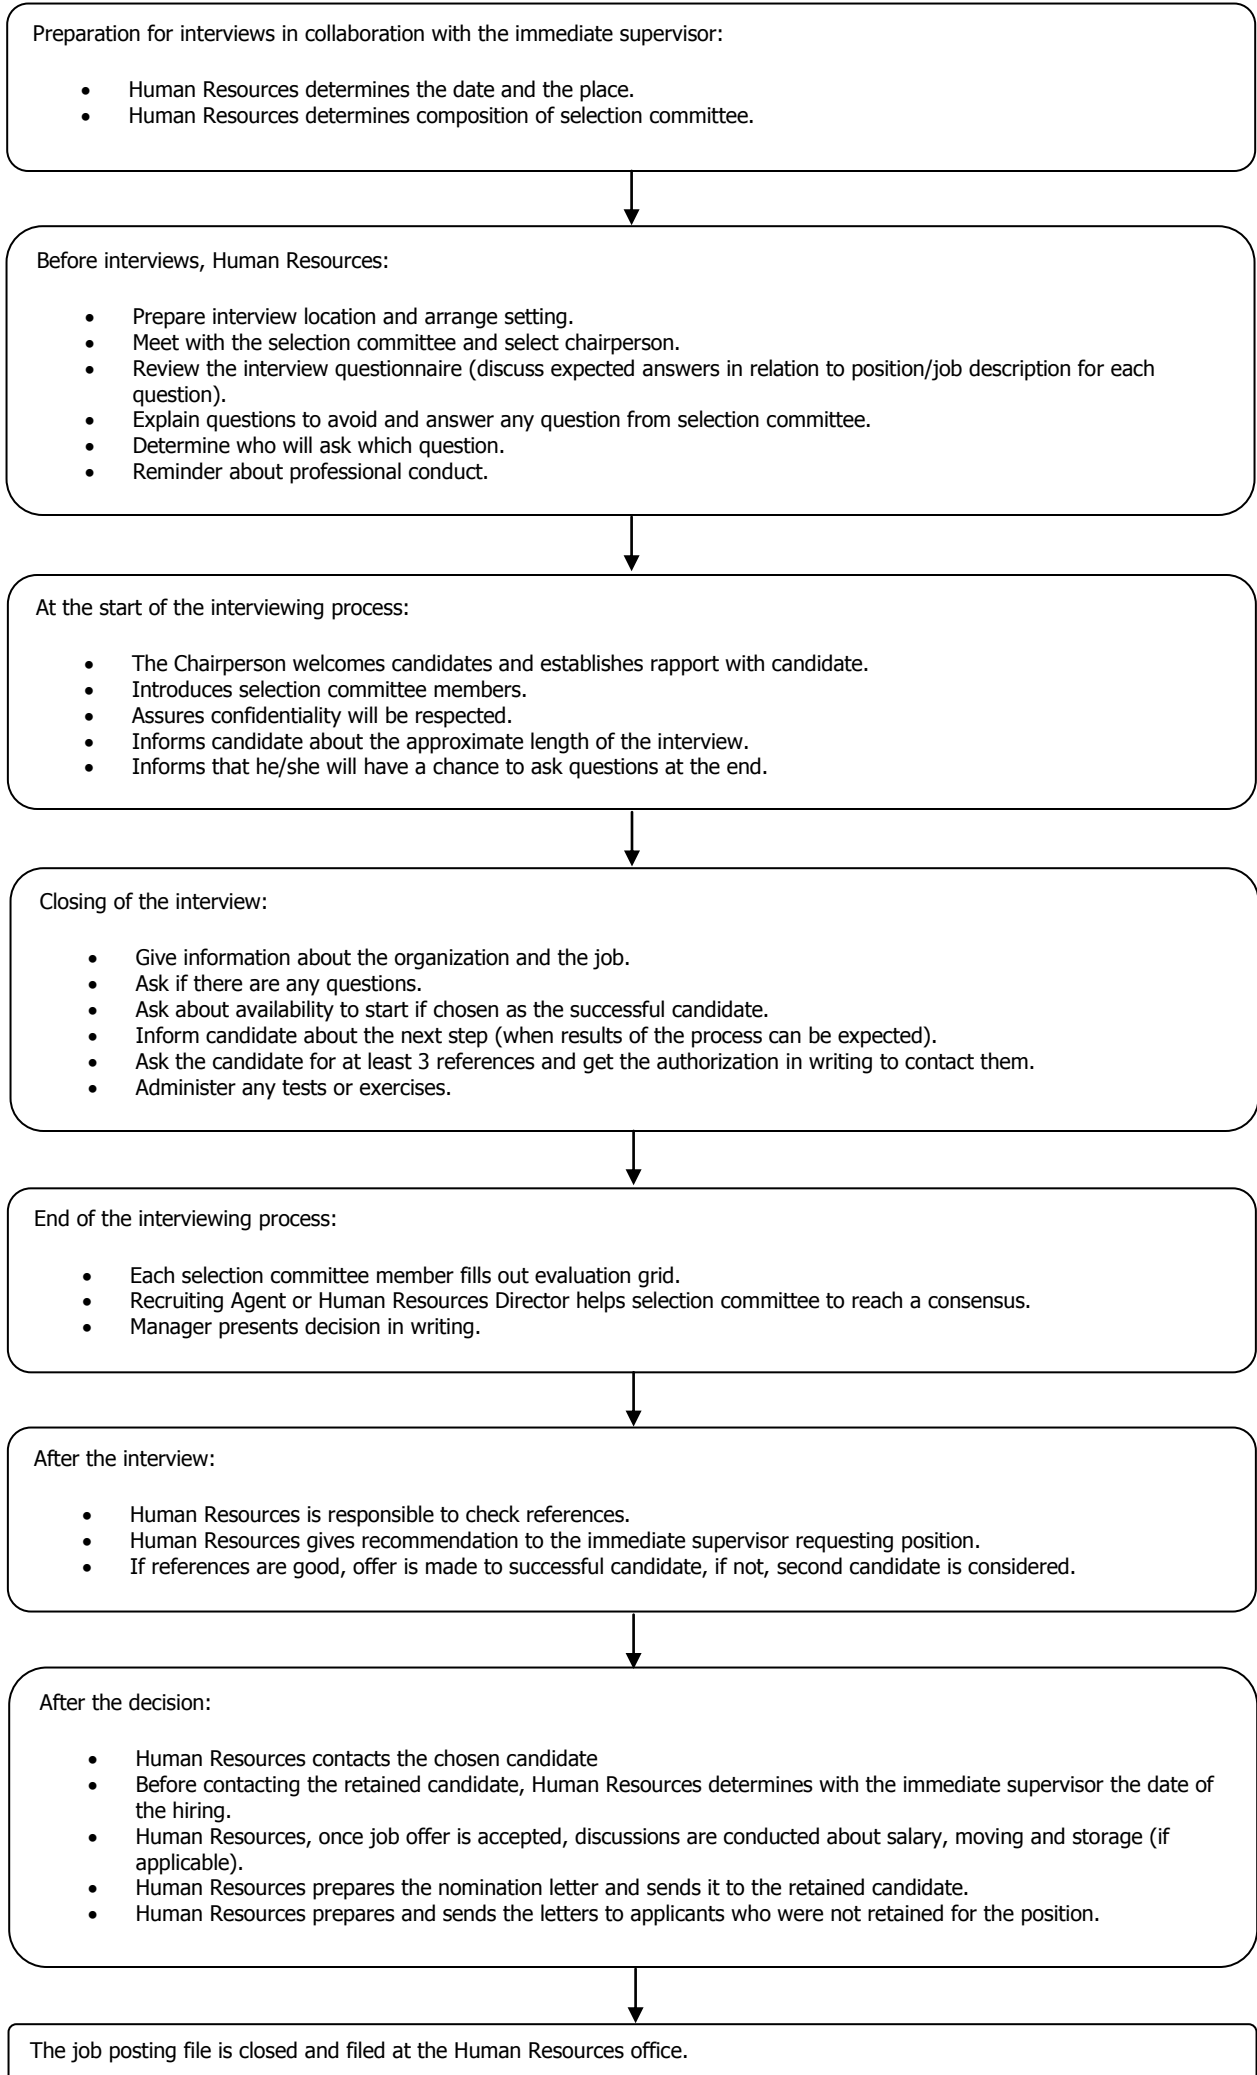 Preparation for interviews in collaboration with the immediate supervisor:
• Human Resources determines the date and the place.
• Human Resources determines composition of selection committee.
Before interviews, Human Resources:
• Prepare interview location and arrange setting.
• Meet with the selection committee and select chairperson.
• Review the interview questionnaire (discuss expected answers in relation to position/job description for each
question).
• Explain questions to avoid and answer any question from selection committee.
• Determine who will ask which question.
• Reminder about professional conduct.
At the start of the interviewing process:
• The Chairperson welcomes candidates and establishes rapport with candidate.
• Introduces selection committee members.
• Assures confidentiality will be respected.
• Informs candidate about the approximate length of the interview.
• Informs that he/she will have a chance to ask questions at the end.
Closing of the interview:
• Give information about the organization and the job.
• Ask if there are any questions.
• Ask about availability to start if chosen as the successful candidate.
• Inform candidate about the next step (when results of the process can be expected).
• Ask the candidate for at least 3 references and get the authorization in writing to contact them.
• Administer any tests or exercises.
End of the interviewing process:
• Each selection committee member fills out evaluation grid.
• Recruiting Agent or Human Resources Director helps selection committee to reach a consensus.
• Manager presents decision in writing.
After the interview:
• Human Resources is responsible to check references.
• Human Resources gives recommendation to the immediate supervisor requesting position.
• If references are good, offer is made to successful candidate, if not, second candidate is considered.
After the decision:
• Human Resources contacts the chosen candidate
• Before contacting the retained candidate, Human Resources determines with the immediate supervisor the date of
the hiring.
• Human Resources, once job offer is accepted, discussions are conducted about salary, moving and storage (if
applicable).
• Human Resources prepares the nomination letter and sends it to the retained candidate.
• Human Resources prepares and sends the letters to applicants who were not retained for the position.
The job posting file is closed and filed at the Human Resources office.